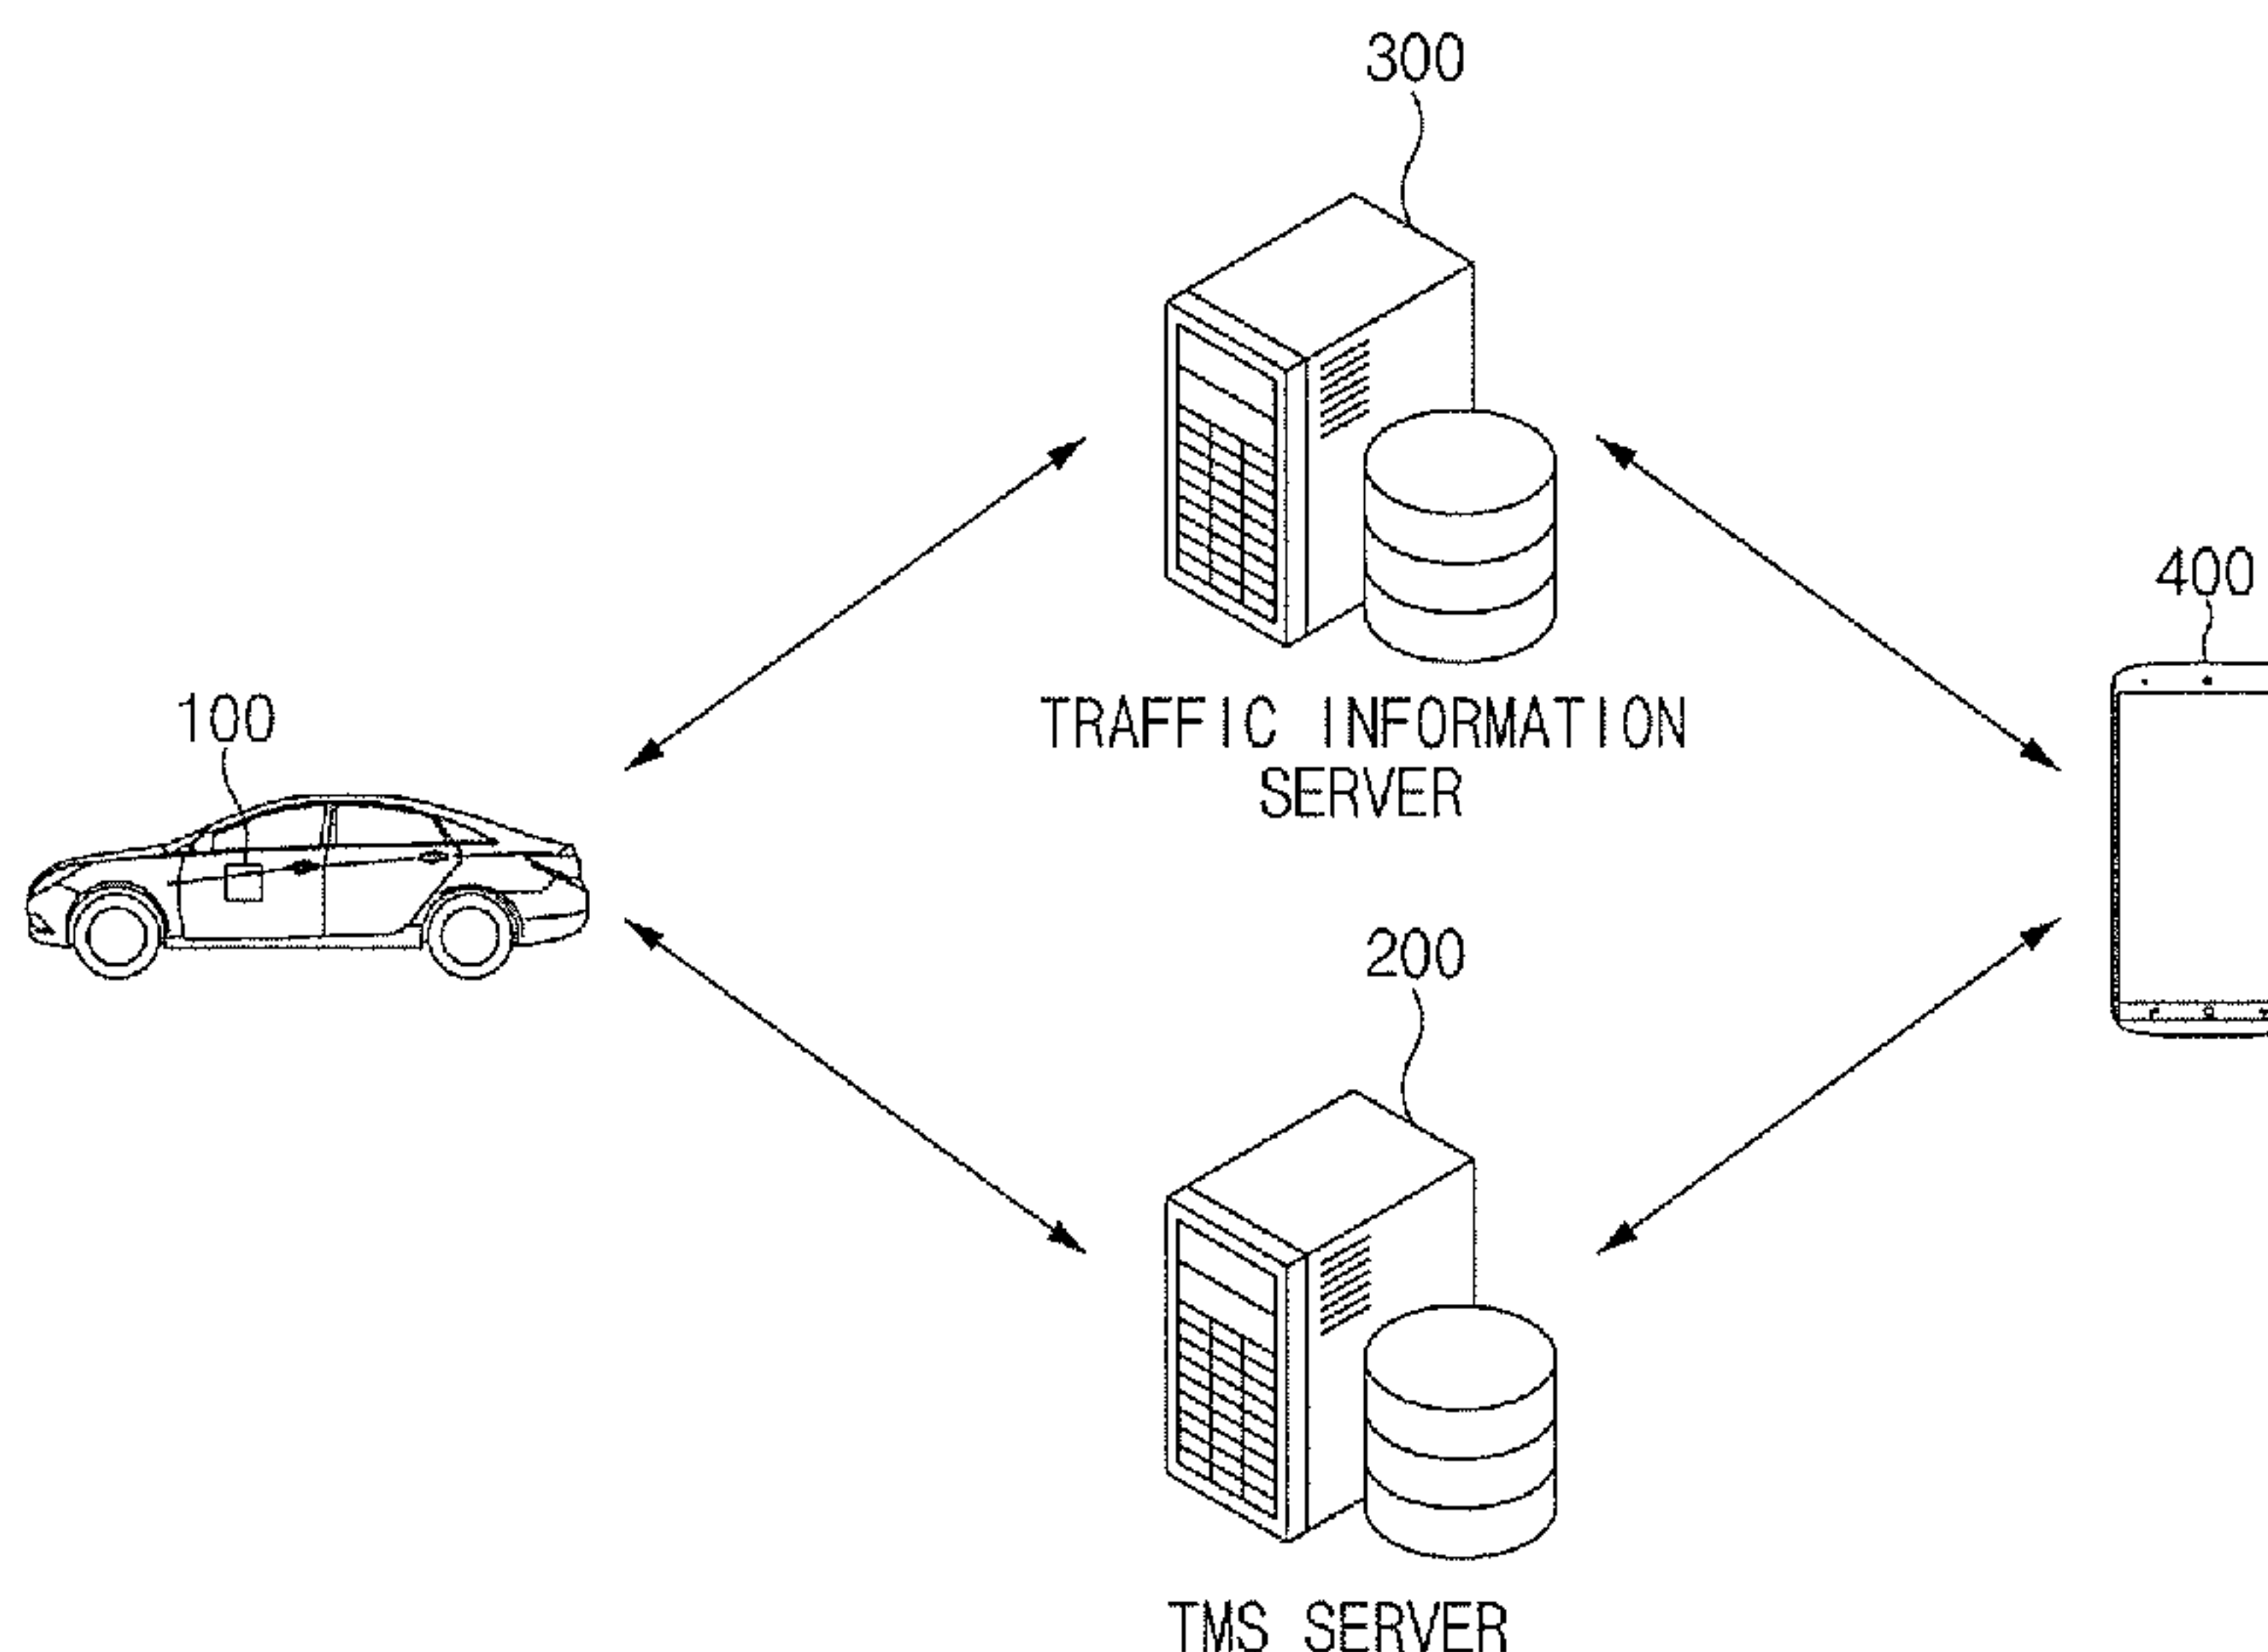 300
400
100
TRAFFIC INFORMATION
SERVER
200
TMS SERVER